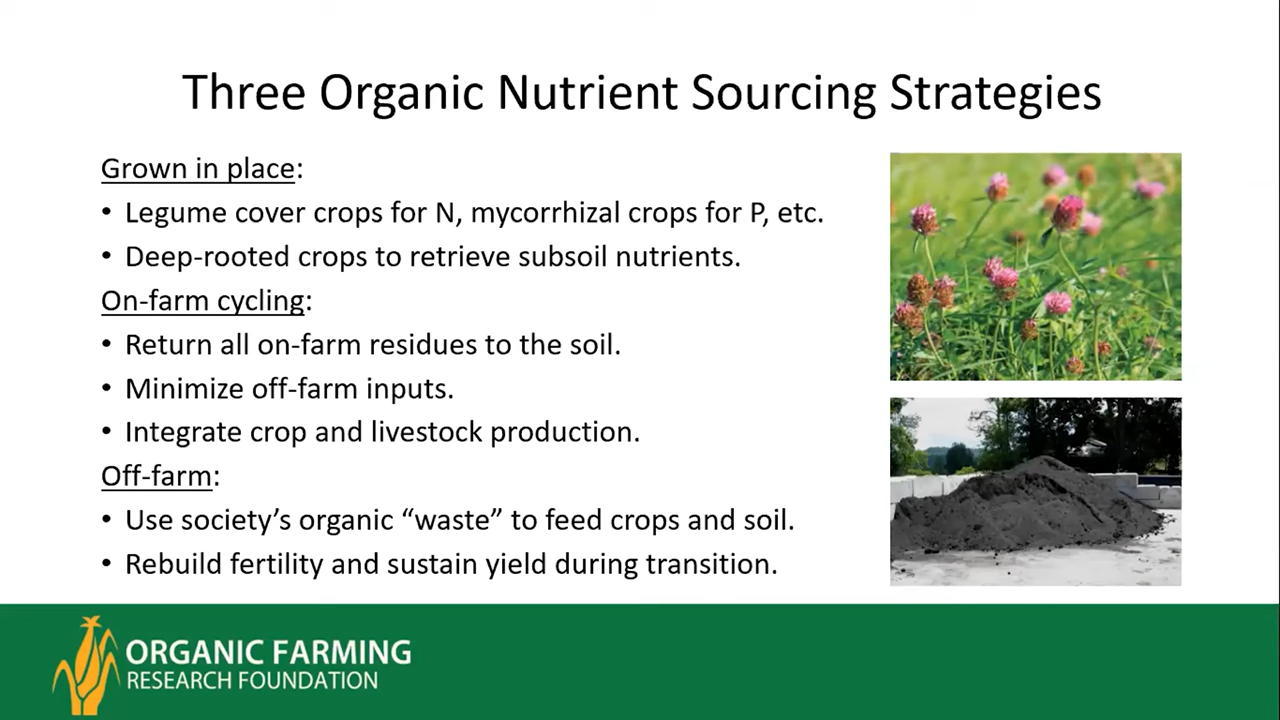 Three Organic Nutrient Sourcing Strategies
Grown in place:
• Legume cover crops for N, mycorrhizal crops for P, etc.
• Deep-rooted crops to retrieve subsoil nutrients.
On-farm cycling:
• Return all on-farm residues to the soil.
• Minimize off-farm inputs.
• Integrate crop and livestock production.
Off-farm:
• Use society’s organic “waste” to feed crops and soil.
• Rebuild fertility and sustain yield during transition.
ORGANIC FARMING
RESEARCH FOUNDATION